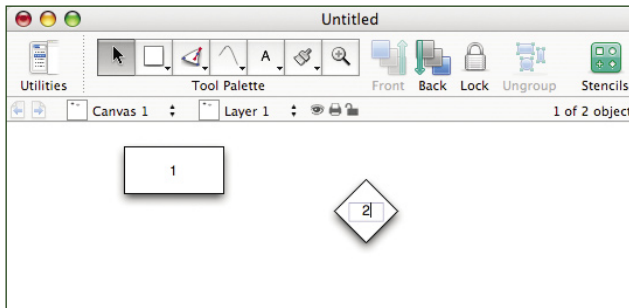 Untitled
Utilities
A
Tool Palette
Front Back Lock Ungroup Stencils
Canvas 1 Layer 1 1 of 2 object
1
2